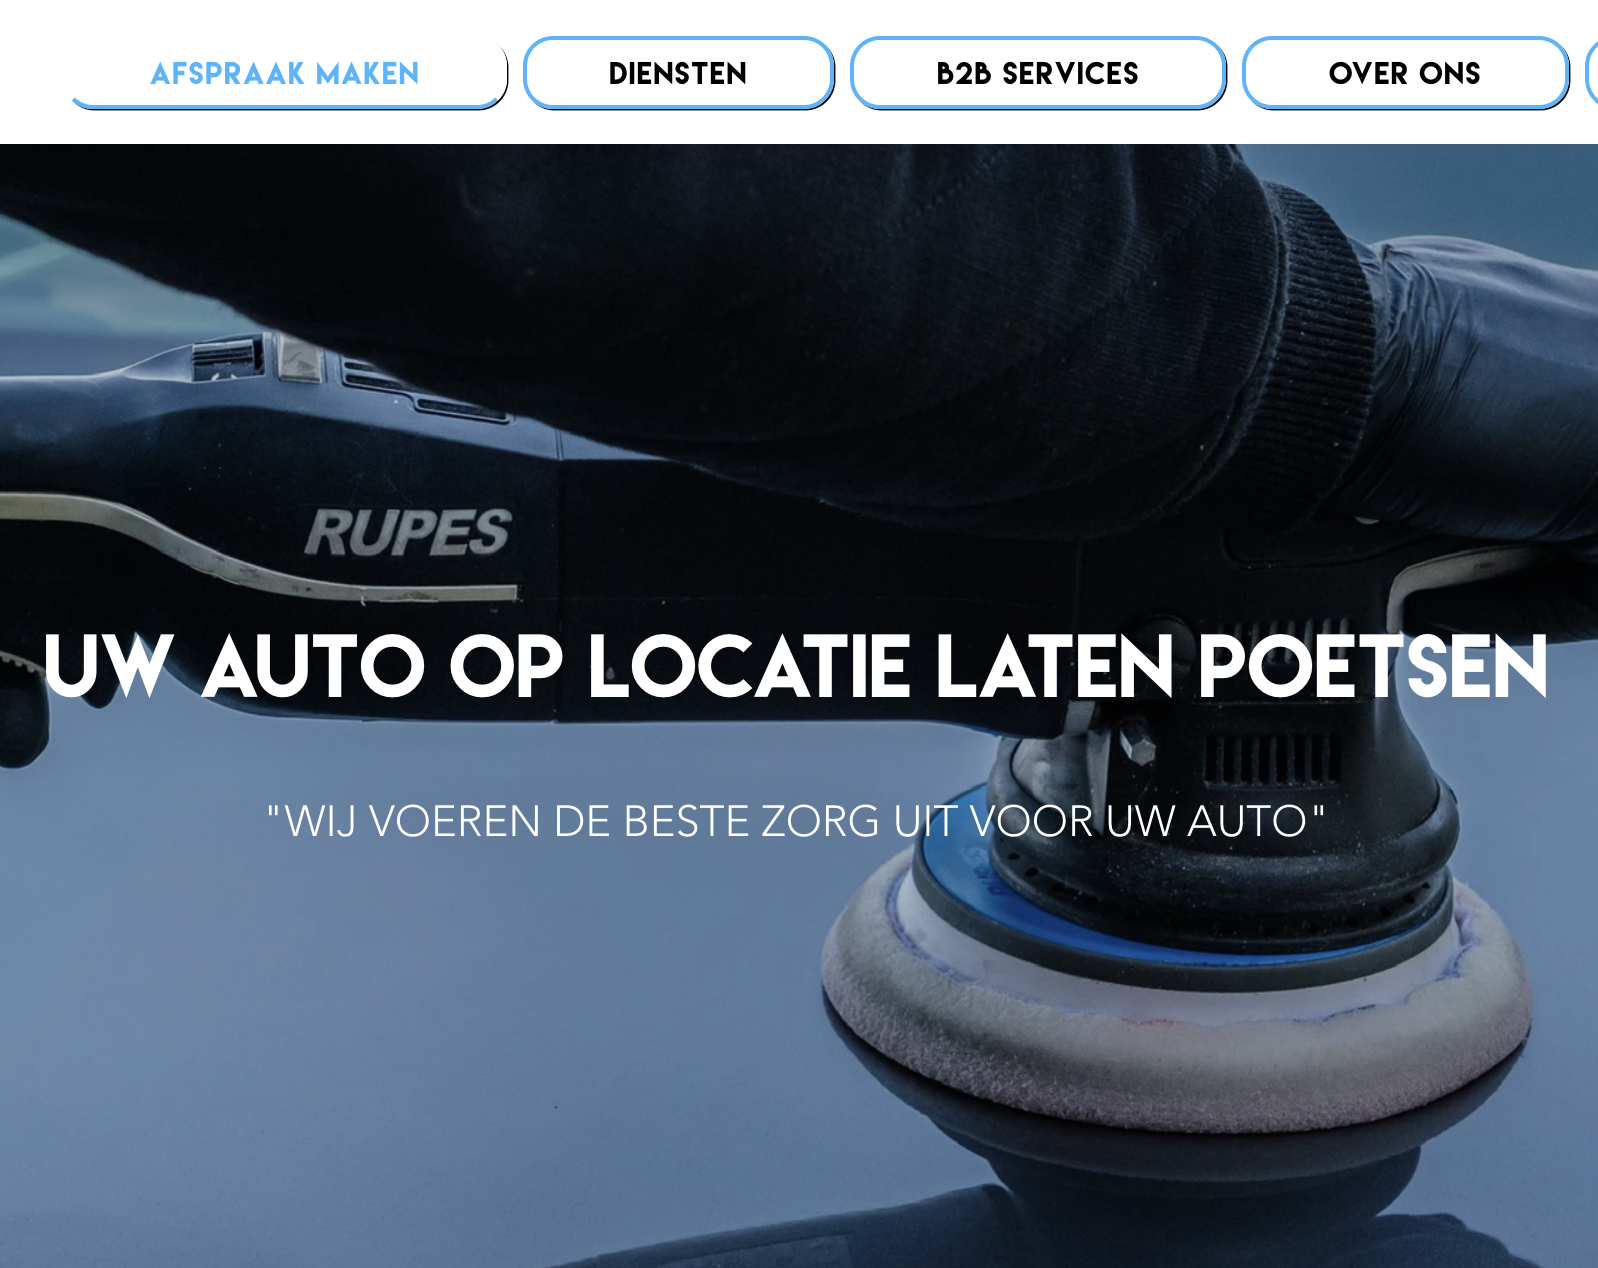 AFSPRAAK MAKEN
DIENSTEN
B2B SERVICES
OVER ONS
RUPES
UW AUTO OP LOCATIE LATEN POETSEN
"WIJ VOEREN DE BESTE ZORG UIT VOOR UW AUTO"